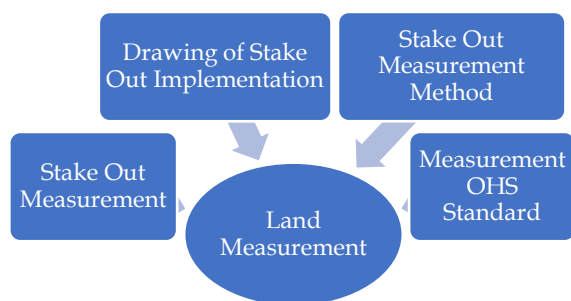 Drawing of Stake
Out Implementation
Stake Out
Measurement
Method
Stake Out
Measurement
Measurement
OHS
Standard
Land
Measurement